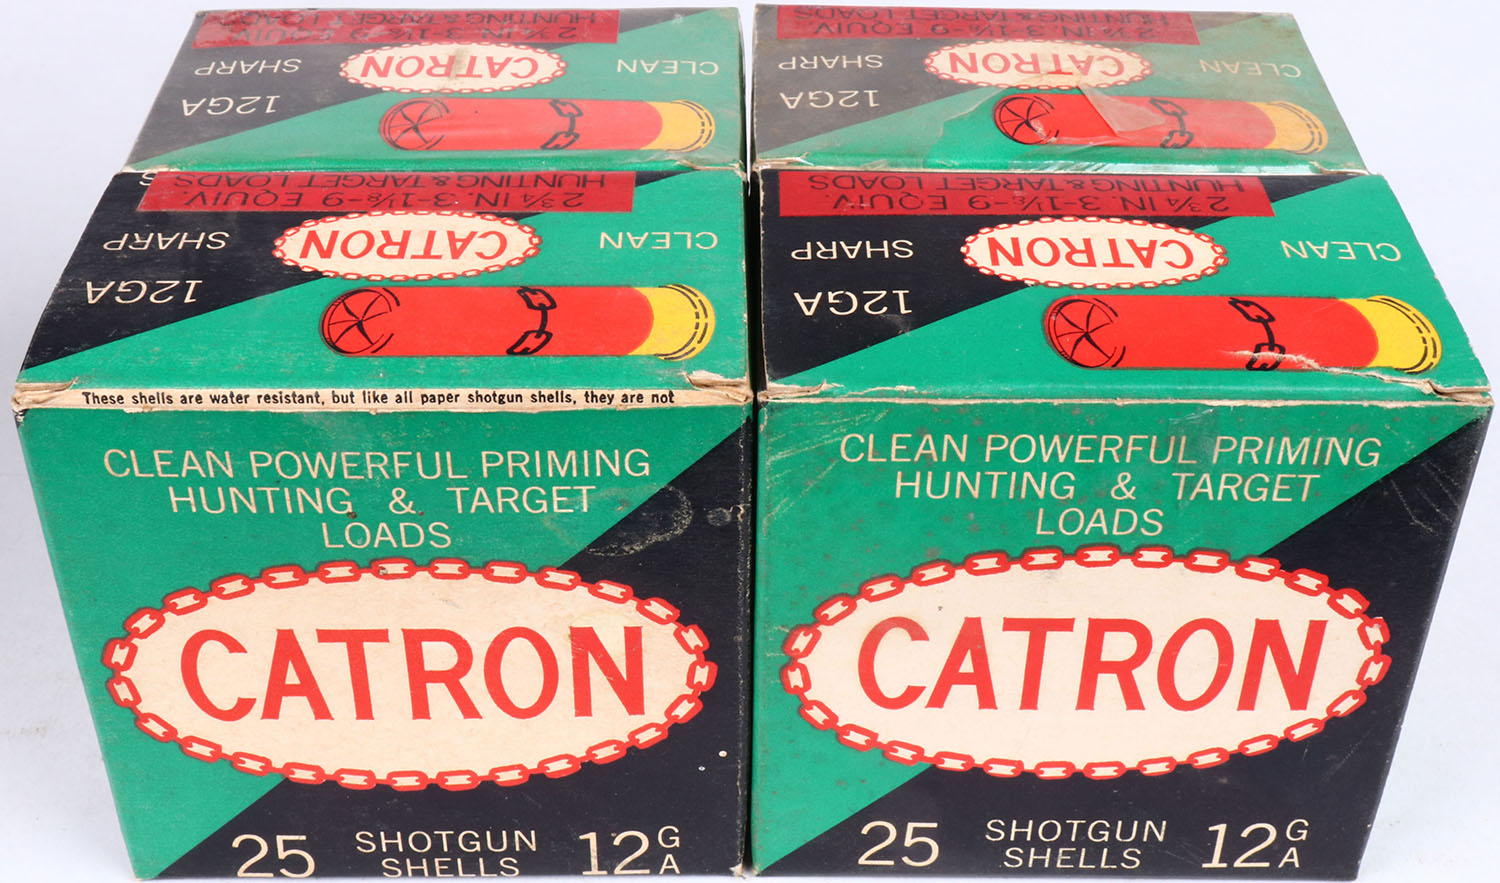 2¾ IN. 3-1⅛-9 EQUIV.
HUNTING & TARGET LOADS
CLEAN
CATRON
SHARP
12GA
2¾ IN. 3-1⅛-9 EQUIV.
HUNTING & TARGET LOADS
CLEAN
CATRON
SHARP
12GA
2¾ IN. 3-1⅛-9 EQUIV.
HUNTING & TARGET LOADS
CLEAN
CATRON
SHARP
12GA
2¾ IN. 3-1⅛-9 EQUIV.
HUNTING & TARGET LOADS
CLEAN
CATRON
SHARP
12GA
These shells are water resistant, but like all paper shotgun shells, they are not
CLEAN POWERFUL PRIMING
HUNTING & TARGET
LOADS
CATRON
25 SHOTGUN SHELLS 12 GA
CLEAN POWERFUL PRIMING
HUNTING & TARGET
LOADS
CATRON
25 SHOTGUN SHELLS 12 GA